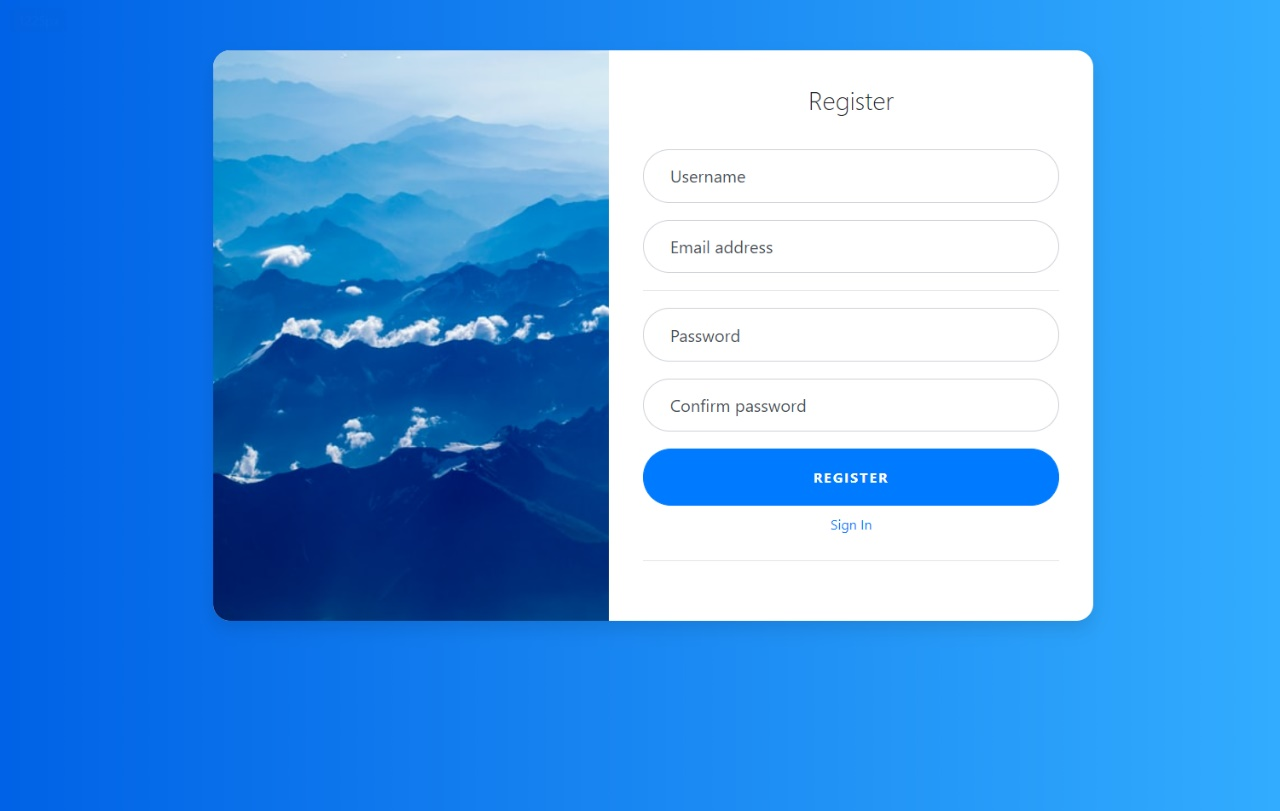 Register
Username
Email address
Password
Confirm password
REGISTER
Sign In